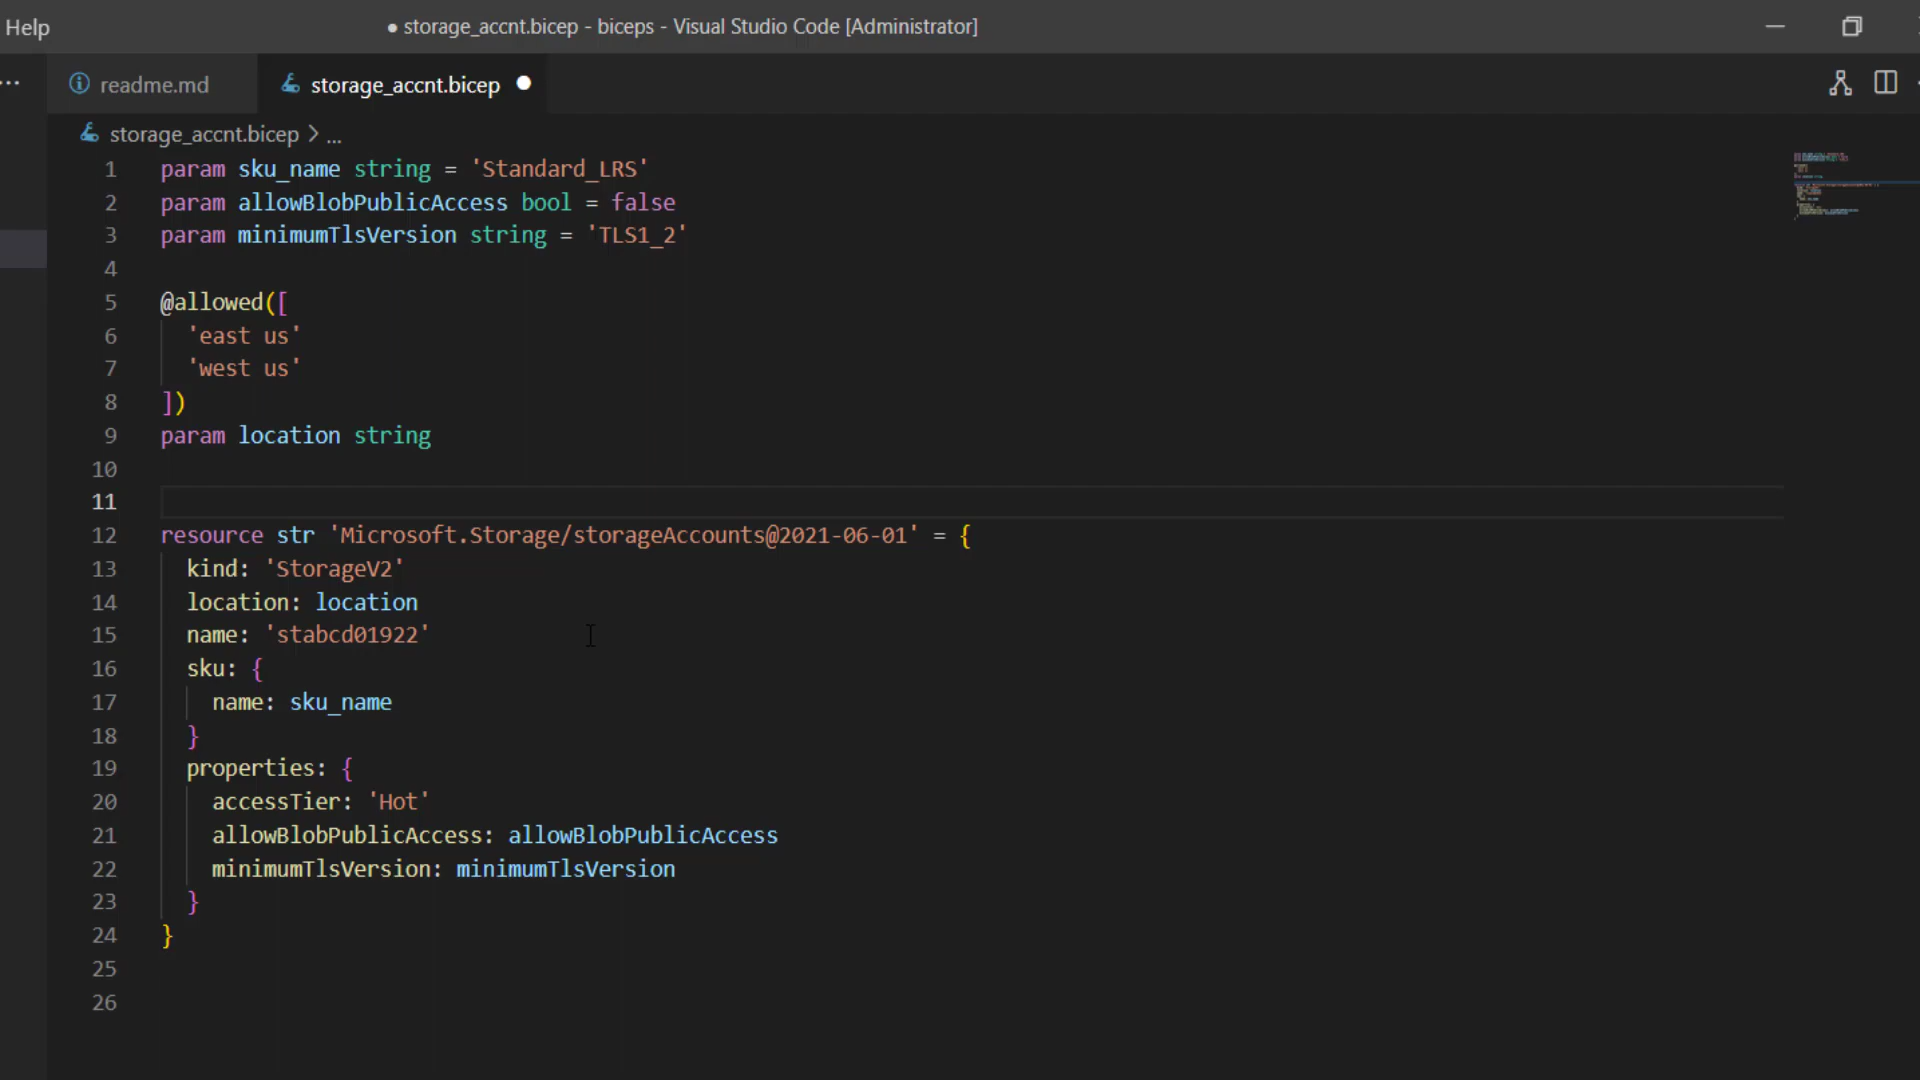 Help
● storage_accnt.bicep - biceps - Visual Studio Code [Administrator]
readme.md
storage_accnt.bicep
storage_accnt.bicep > ...
1 param sku_name string = 'Standard_LRS'
2 param allowBlobPublicAccess bool = false
3 param minimumTlsVersion string = 'TLS1_2'
4
5 @allowed([
6   'east us'
7   'west us'
8 ])
9 param location string
10
11
12 resource str 'Microsoft.Storage/storageAccounts@2021-06-01' = {
13   kind: 'StorageV2'
14   location: location
15   name: 'stabcd01922'
16   sku: {
17     name: sku_name
18   }
19   properties: {
20     accessTier: 'Hot'
21     allowBlobPublicAccess: allowBlobPublicAccess
22     minimumTlsVersion: minimumTlsVersion
23   }
24 }
25
26